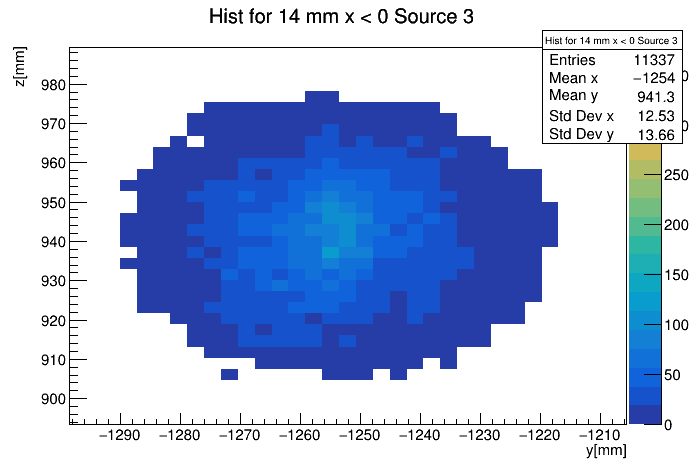 Hist for 14 mm x < 0 Source 3
z[mm]
Hist for 14 mm x < 0 Source 3
Entries 11337
Mean x −1254
Mean y 941.3
Std Dev x 12.53
Std Dev y 13.66
980
970
960
950
940
930
920
910
900
0
0
250
200
150
100
50
0
−1290 −1280 −1270 −1260 −1250 −1240 −1230 −1220 −1210
y[mm]